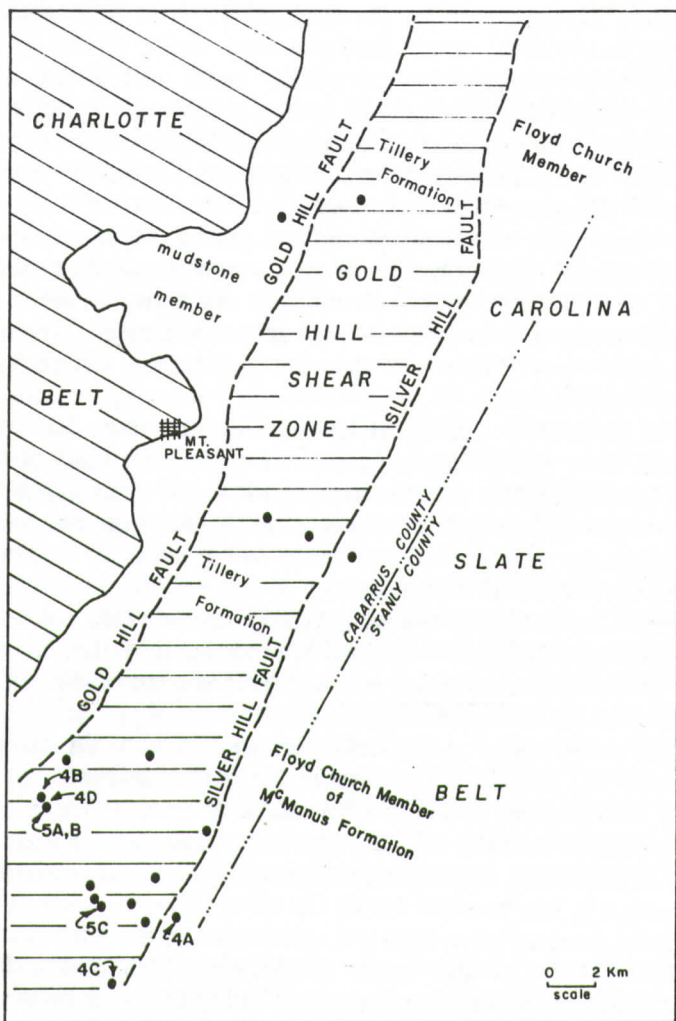 CHARLOTTE
BELT
mudstone
member
MT.
PLEASANT
GOLD HILL FAULT
Tillery
Formation
Floyd Church
Member
GOLD
HILL
SHEAR
ZONE
SILVER HILL FAULT
CAROLINA
SLATE
BELT
CABARRUS COUNTY
STANLY COUNTY
Tillery
Formation
GOLD HILL FAULT
SILVER HILL FAULT
Floyd Church Member
of
McManus Formation
4B
4D
5A,B
5C
4A
4C
0 2 Km
scale